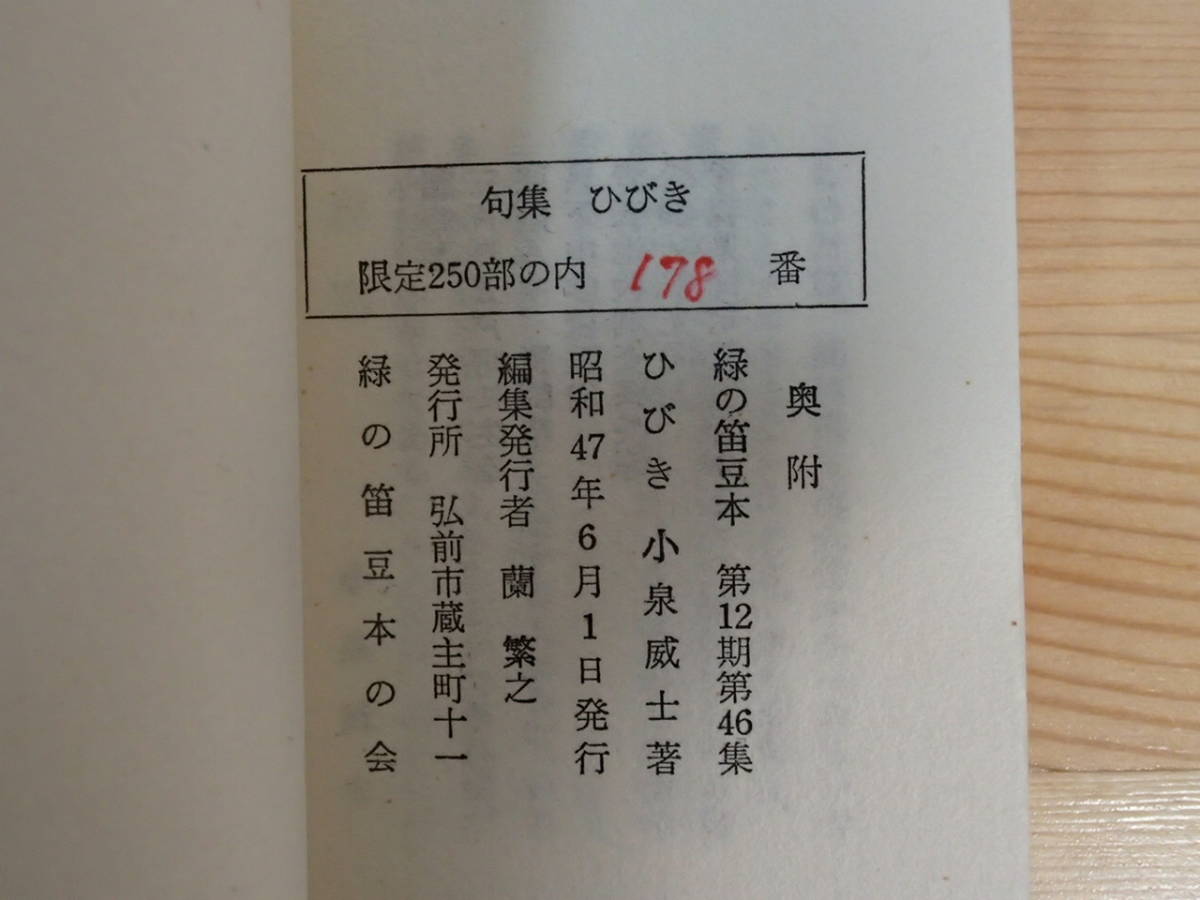 句集 ひびき
限定250部の内 178 番
奥附
緑の笛豆本 第12期第46集
ひびき 小泉威士著
昭和47年6月1日発行
編集発行者 蘭繁之
発行所 弘前市蔵主町十一
緑の笛豆本の会